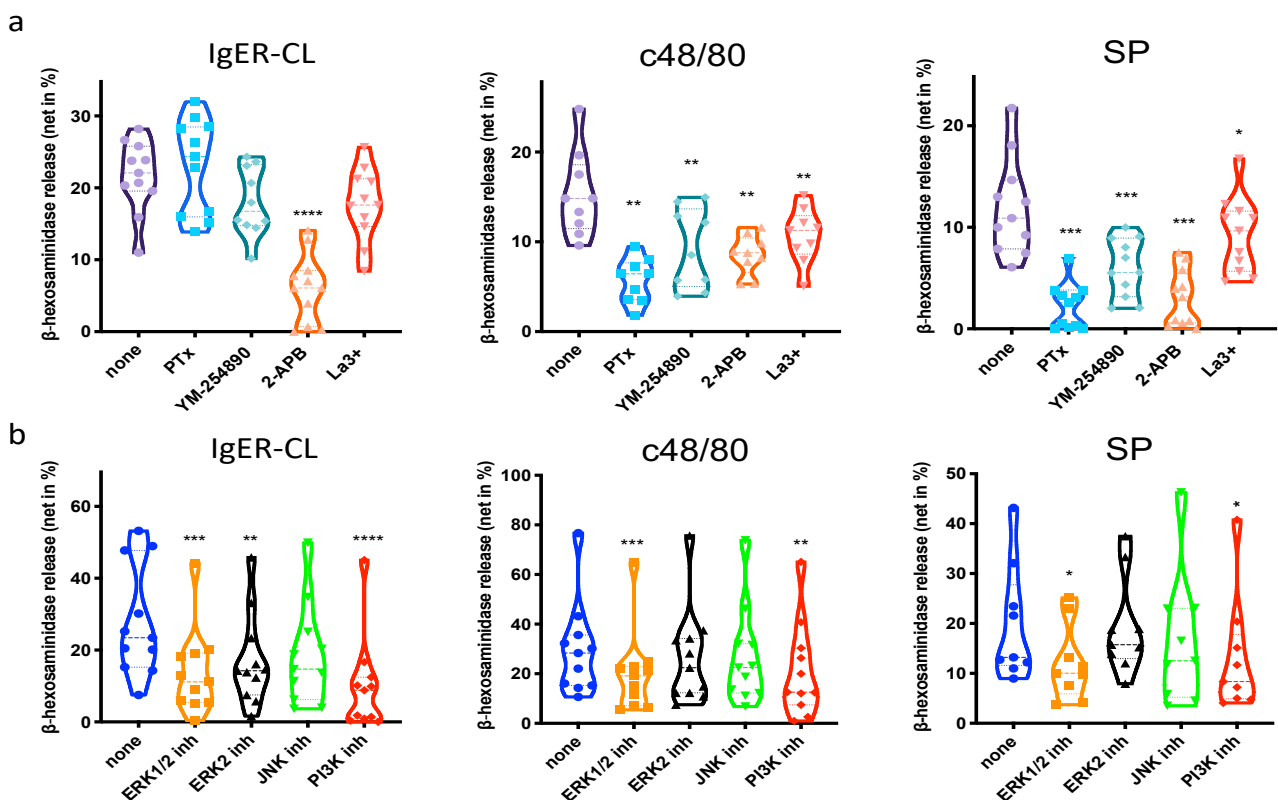 a
IgER-CL
c48/80
SP
β-hexosaminidase release (net in %)
30
20
10
0
****
none
PTx
YM-254890
2-APB
La3+
β-hexosaminidase release (net in %)
20
10
0
**
**
**
**
none
PTx
YM-254890
2-APB
La3+
β-hexosaminidase release (net in %)
20
10
0
***
***
***
*
none
PTx
YM-254890
2-APB
La3+
b
IgER-CL
c48/80
SP
β-hexosaminidase release (net in %)
60
40
20
0
***
**
****
none
ERK1/2 inh
ERK2 inh
JNK inh
PI3K inh
β-hexosaminidase release (net in %)
100
80
60
40
20
0
***
**
none
ERK1/2 inh
ERK2 inh
JNK inh
PI3K inh
β-hexosaminidase release (net in %)
50
40
30
20
10
0
*
*
none
ERK1/2 inh
ERK2 inh
JNK inh
PI3K inh